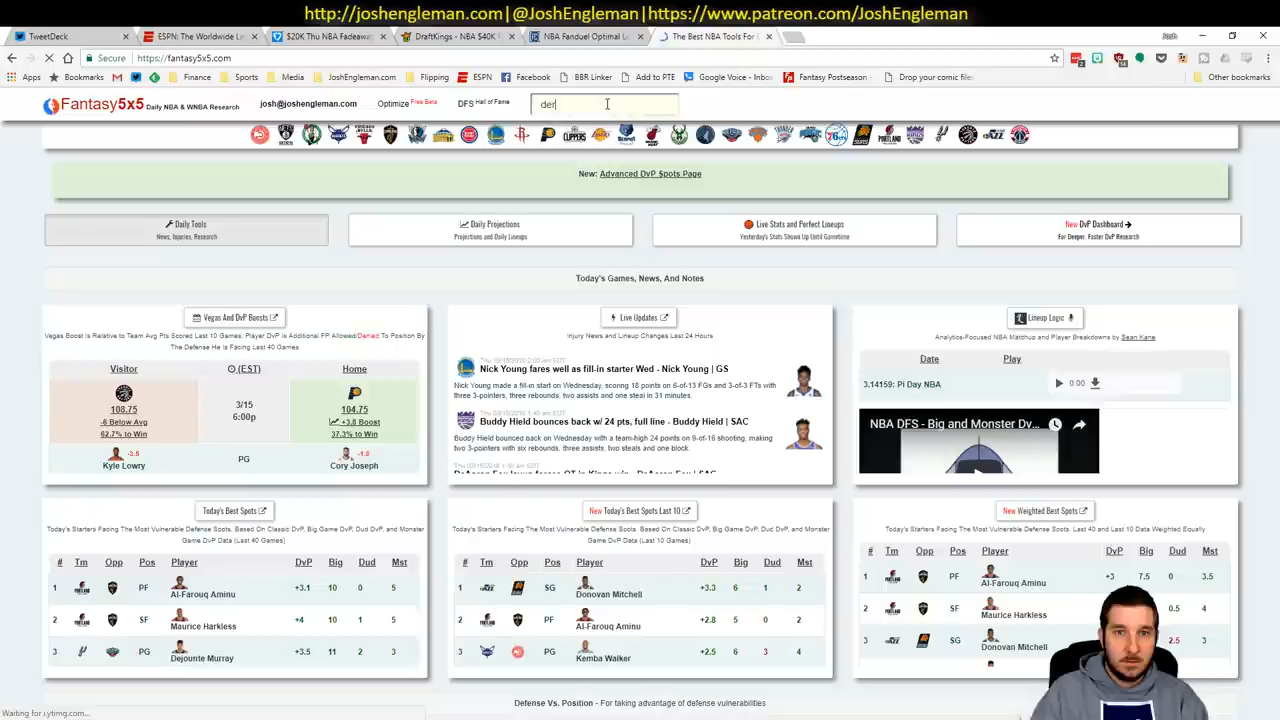 http://joshengleman.com|@JoshEngleman|https://www.patreon.com/JoshEngleman
TweetDeck
ESPN: The Worldwide Le
$20K Thu NBA Fadeaway
DraftKings - NBA $40K
NBA Fanduel Optimal L
The Best NBA Tools For
Josh
Secure
https://fantasy5x5.com
Apps
Bookmarks
Finance
Sports
Media
JoshEngleman.com
Flipping
ESPN
Facebook
BBR Linker
Add to PTE
Google Voice - Inbo
Fantasy Postseason
Drop your comic files
Other bookmarks
Fantasy5x5 Daily NBA & WNBA Research
josh@joshengleman.com
Optimize Free Beta
DFS Hall of Fame
der
New: Advanced DvP Spots Page
Daily Tools
News, Injuries, Research
Daily Projections
Projections and Daily Lineups
Live Stats and Perfect Lineups
Yesterday's Stats Shown Up Until Gametime
New DvP Dashboard
For Deeper, Faster DvP Research
Today's Games, News, And Notes
Vegas And DvP Boosts
Vegas Boost Is Relative to Team Avg Pts Scored Last 10 Games. Player DvP Is Additional FP Allowed/Denied To Position By
The Defense He Is Facing Last 40 Games
Visitor
(EST)
Home
108.75
-6 Below Avg
62.7% to Win
3/15
6:00p
104.75
+3.8 Boost
37.3% to Win
-3.5
Kyle Lowry
PG
-1.2
Cory Joseph
Live Updates
Injury News and Lineup Changes Last 24 Hours
Thu 03/15/2018 2:00 am EDT
Nick Young fares well as fill-in starter Wed - Nick Young | GS
Nick Young made a fill-in start on Wednesday, scoring 18 points on 6-of-13 FGs and 3-of-3 FTs with
three 3-pointers, three rebounds, two assists and one steal in 31 minutes.
Thu 03/15/2018 1:40 am EDT
Buddy Hield bounces back w/ 24 pts, full line - Buddy Hield | SAC
Buddy Hield bounced back on Wednesday with a team-high 24 points on 9-of-16 shooting, making
two 3-pointers with six rebounds, three assists, two steals and one block.
Lineup Logic
Analytics-Focused NBA Matchup and Player Breakdowns by Sean Kane
Date
Play
3.14159: Pi Day NBA
0:00
NBA DFS - Big and Monster Dv...
Today's Best Spots
Today's Starters Facing The Most Vulnerable Defense Spots. Based On Classic DvP, Big Game DvP, Dud DvP, and Monster
Game DvP Data (Last 40 Games)
# Tm Opp Pos Player DvP Big Dud Mst
1 PF Al-Farouq Aminu +3.1 10 0 5
2 SF Maurice Harkless +4 10 1 5
3 PG Dejounte Murray +3.5 11 2 3
New Today's Best Spots Last 10
Today's Starters Facing The Most Vulnerable Defense Spots Based On Classic DvP, Big Game DvP, Dud DvP, and Monster
Game DvP Data (Last 10 Games)
# Tm Opp Pos Player DvP Big Dud Mst
1 SG Donovan Mitchell +3.3 6 1 2
2 PF Al-Farouq Aminu +2.8 5 0 2
3 PG Kemba Walker +2.5 6 3 4
New Weighted Best Spots
Today's Starters Facing The Most Vulnerable Defense Spots. Last 40 and Last 10 Data Weighted Equally
# Tm Opp Pos Player DvP Big Dud Mst
1 PF Al-Farouq Aminu +3 7.5 0 3.5
2 SF Maurice Harkless 0.5 4
3 SG Donovan Mitchell 2.5 3
Defense Vs. Position - For taking advantage of defense vulnerabilities